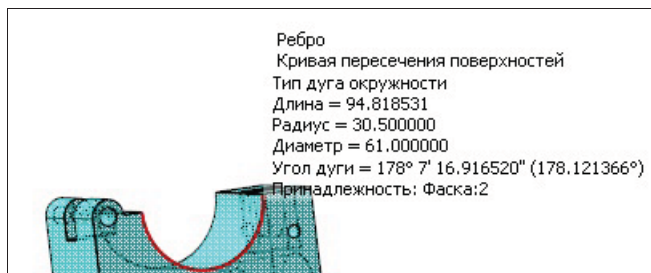 Ребро
Кривая пересечения поверхностей
Тип дуга окружности
Длина = 94.818531
Радиус = 30.500000
Диаметр = 61.000000
Угол дуги = 178° 7' 16.916520" (178.121366°)
Принадлежность: Фаска:2